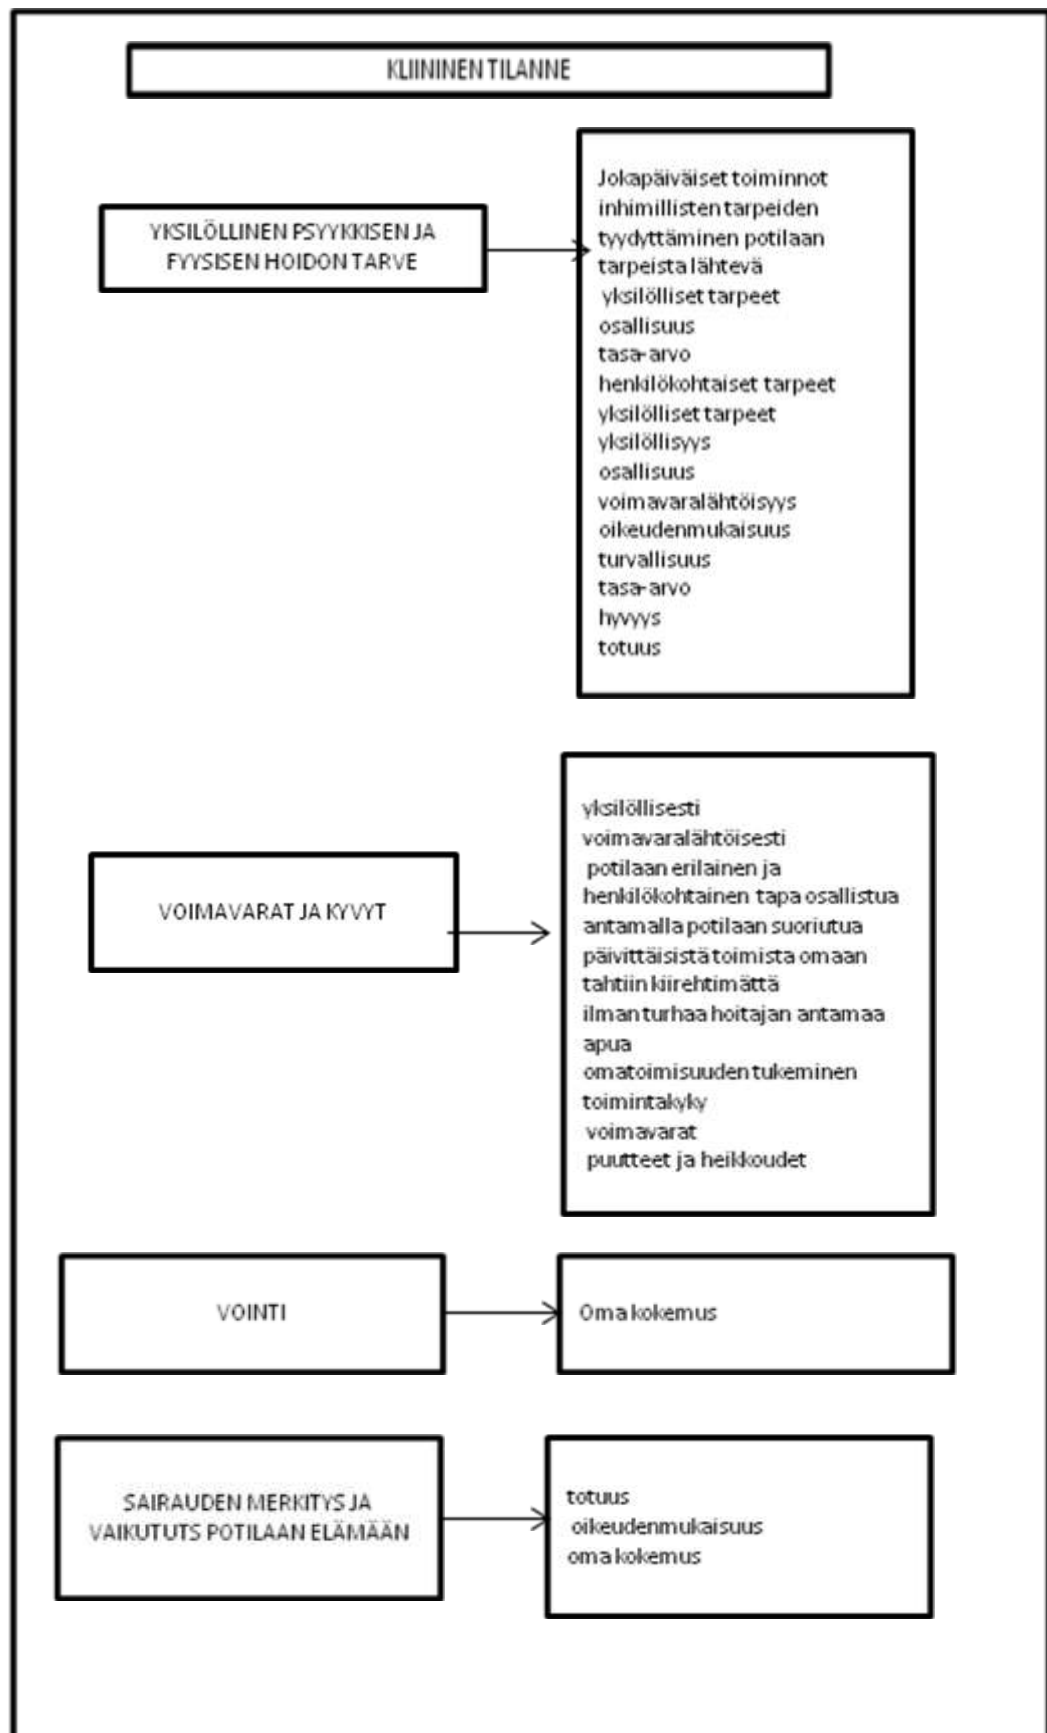 KLIININEN TILANNE
YKSILÖLLINEN PSYYKKISEN JA
FYYSISEN HOIDON TARVE
Jokapäiväiset toiminnot
inhimillisten tarpeiden
tyydyttäminen potilaan
tarpeista lähtevä
yksilölliset tarpeet
osallisuus
tasa-arvo
henkilökohtaiset tarpeet
yksilölliset tarpeet
yksilöllisyys
osallisuus
voimavaralähtöisyys
oikeudenmukaisuus
turvallisuus
tasa-arvo
hyvyys
totuus
VOIMAVARAT JA KYVYT
yksilöllisesti
voimavaralähtöisesti
potilaan erilainen ja
henkilökohtainen tapa osallistua
antamalla potilaan suoriutua
päivittäisistä toimista omaan
tahtiin kiirehtimättä
ilman turhaa hoitajan antamaa
apua
omatoimisuuden tukeminen
toimintakyky
voimavarat
puutteet ja heikkoudet
VOINTI
Oma kokemus
SAIRAUDEN MERKITYS JA
VAIKUTUTS POTILAAN ELÄMÄÄN
totuus
oikeudenmukaisuus
oma kokemus